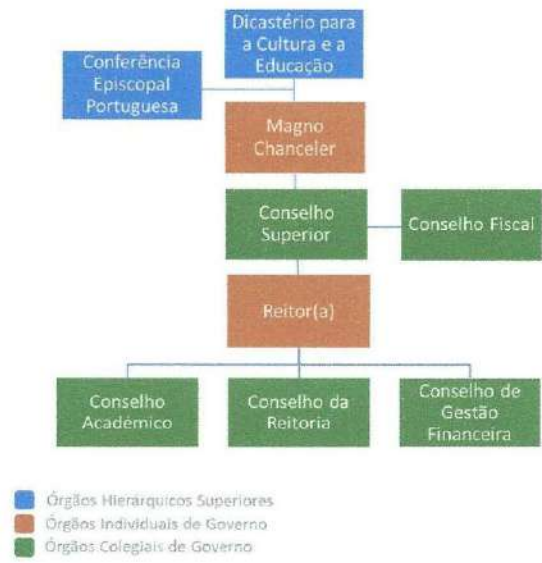 Dicastério para
a Cultura e a
Educação
Conferência
Episcopal
Portuguesa
Magno
Chanceler
Conselho
Superior
Conselho Fiscal
Reitor(a)
Conselho
Académico
Conselho da
Reitoria
Conselho de
Gestão
Financeira
Órgãos Hierárquicos Superiores
Órgãos Individuais de Governo
Órgãos Colegiais de Governo